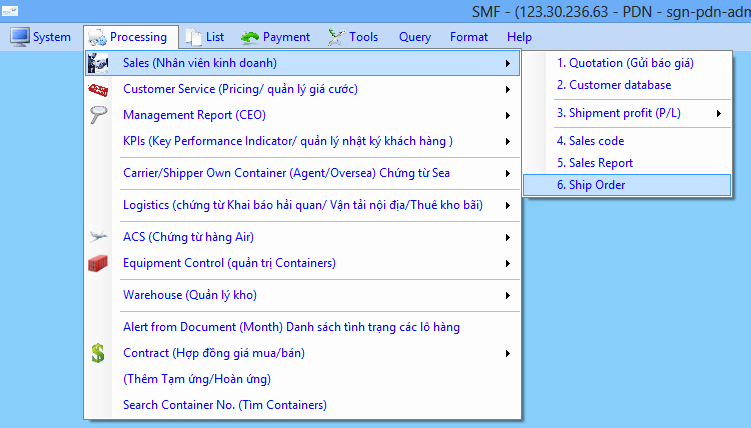 SMF - (123.30.236.63 - PDN - sgn-pdn-adm
System Processing List Payment Tools Query Format Help
Sales (Nhân viên kinh doanh)
Customer Service (Pricing/ quản lý giá cước)
Management Report (CEO)
KPIs (Key Performance Indicator/ quản lý nhật ký khách hàng )
Carrier/Shipper Own Container (Agent/Oversea) Chứng từ Sea
Logistics (chứng từ Khai báo hải quan/ Vận tải nội địa/Thuê kho bãi)
ACS (Chứng từ hàng Air)
Equipment Control (quản trị Containers)
Warehouse (Quản lý kho)
Alert from Document (Month) Danh sách tình trạng các lô hàng
Contract (Hợp đồng giá mua/bán)
(Thêm Tạm ứng/Hoàn ứng)
Search Container No. (Tìm Containers)
1. Quotation (Gửi báo giá)
2. Customer database
3. Shipment profit (P/L)
4. Sales code
5. Sales Report
6. Ship Order